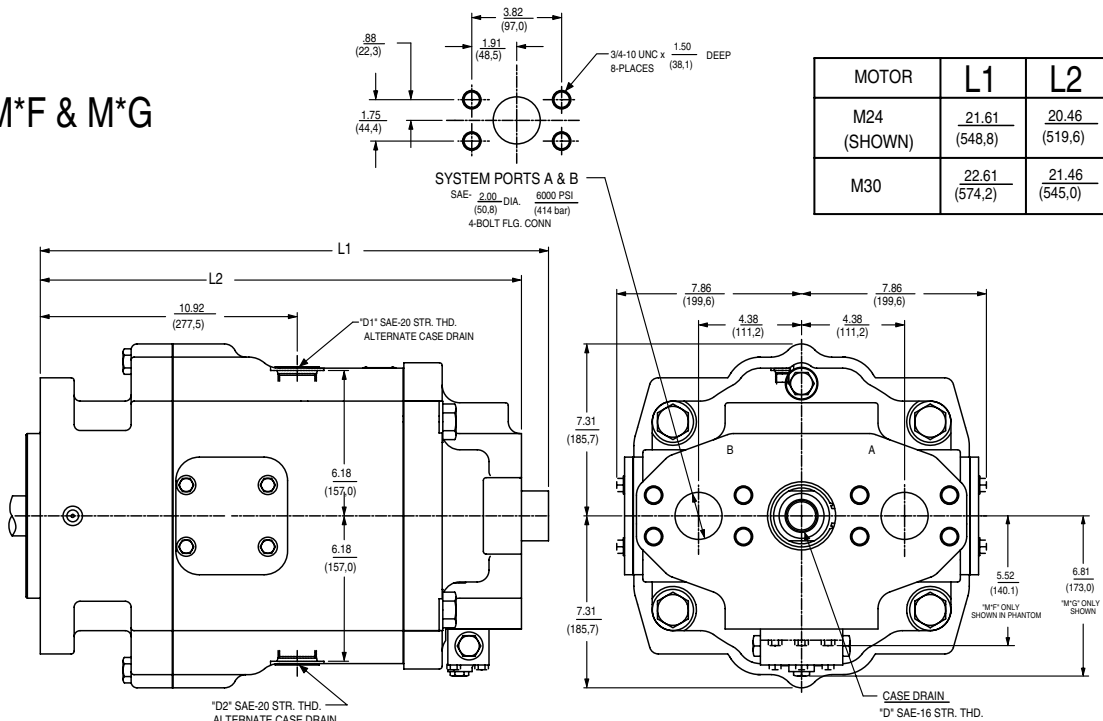 3.82
(97,0)
.88
(22,3)
1.91
(48,5)
3/4-10 UNC x 1.50 DEEP
8-PLACES (38,1)
M*F & M*G
1.75
(44,4)
SYSTEM PORTS A & B
SAE- 2.00 DIA. 6000 PSI
(50,8) (414 bar)
4-BOLT FLG. CONN
MOTOR L1 L2
M24 21.61 20.46
(SHOWN) (548,8) (519,6)
M30 22.61 21.46
(574,2) (545,0)
L1
L2
10.92
(277,5)
"D1" SAE-20 STR. THD.
ALTERNATE CASE DRAIN
6.18
(157,0)
6.18
(157,0)
"D2" SAE-20 STR. THD.
ALTERNATE CASE DRAIN
7.86 7.86
(199,6) (199,6)
4.38 4.38
(111,2) (111,2)
7.31
(185,7)
B A
7.31
(185,7)
5.52
(140.1)
"M*F" ONLY
SHOWN IN PHANTOM
6.81
(173,0)
"M*G" ONLY
SHOWN
CASE DRAIN
"D" SAE-16 STR. THD.